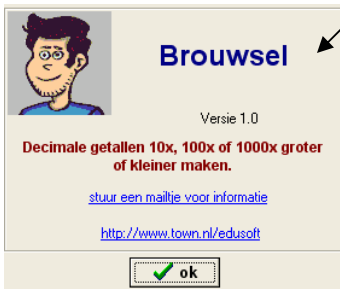 Brouwsel
Versie 1.0
Decimale getallen 10x, 100x of 1000x groter
of kleiner maken.
stuur een mailtje voor informatie
http://www.town.nl/edusoft
ok